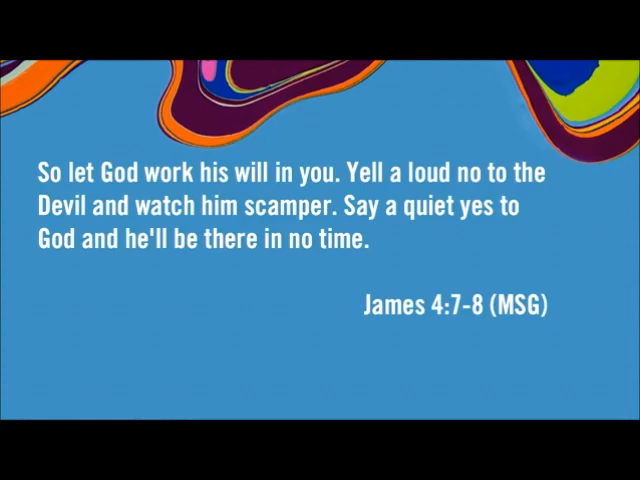 So let God work his will in you. Yell a loud no to the
Devil and watch him scamper. Say a quiet yes to
God and he'll be there in no time.
James 4:7-8 (MSG)